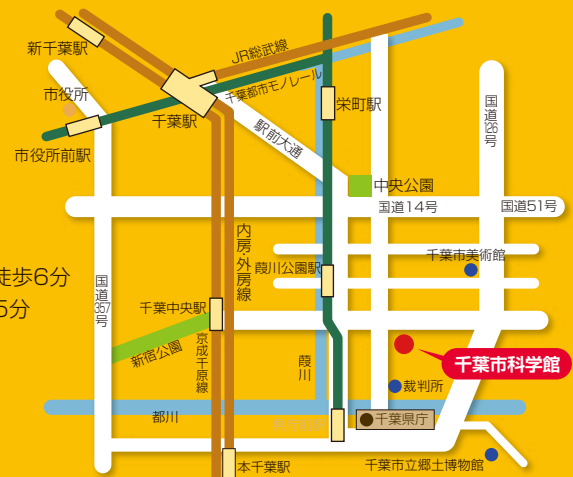 新千葉駅
JR総武線
市役所
千葉都市モノレール
千葉駅
栄町駅
国道126号
市役所前駅
駅前大通
中央公園
国道14号
国道51号
内房・外房線
千葉市美術館
徒歩6分
葭川公園駅
国道357号
5分
千葉中央駅
新宿公園
京成千原線
葭川
千葉市科学館
裁判所
都川
千葉県庁
本千葉駅
千葉市立郷土博物館